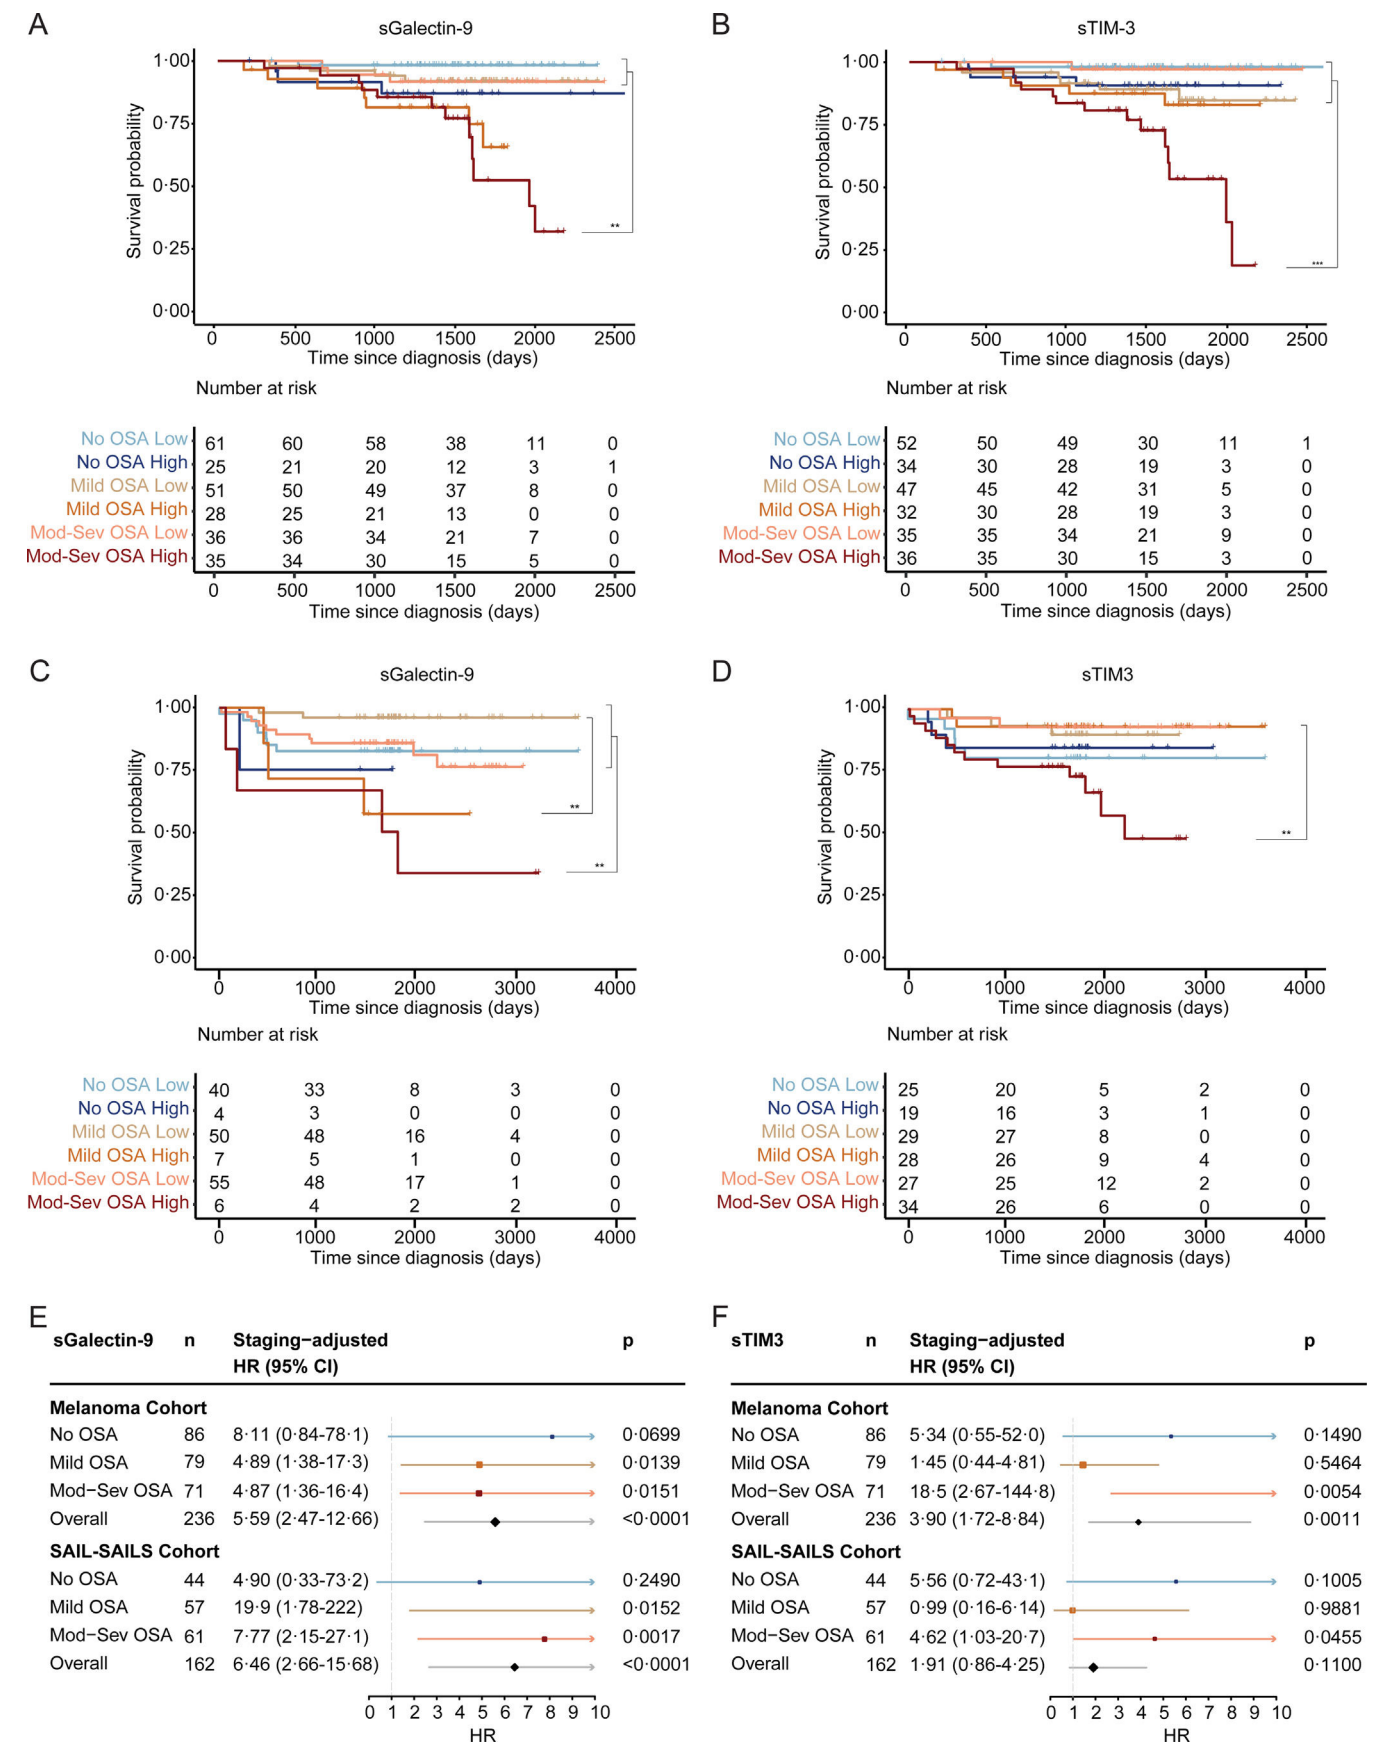 A
sGalectin-9
Survival probability
1·00
0·75
0·50
0·25
0·00
**
0 500 1000 1500 2000 2500
Time since diagnosis (days)
Number at risk
No OSA Low 61 60 58 38 11 0
No OSA High 25 21 20 12 3 1
Mild OSA Low 51 50 49 37 8 0
Mild OSA High 28 25 21 13 0 0
Mod-Sev OSA Low 36 36 34 21 7 0
Mod-Sev OSA High 35 34 30 15 5 0
0 500 1000 1500 2000 2500
Time since diagnosis (days)
B
sTIM-3
Survival probability
1·00
0·75
0·50
0·25
0·00
***
0 500 1000 1500 2000 2500
Time since diagnosis (days)
Number at risk
No OSA Low 52 50 49 30 11 1
No OSA High 34 30 28 19 3 0
Mild OSA Low 47 45 42 31 5 0
Mild OSA High 32 30 28 19 3 0
Mod-Sev OSA Low 35 35 34 21 9 0
Mod-Sev OSA High 36 35 30 15 3 0
0 500 1000 1500 2000 2500
Time since diagnosis (days)
C
sGalectin-9
Survival probability
1·00
0·75
0·50
0·25
0·00
**
**
0 1000 2000 3000 4000
Time since diagnosis (days)
Number at risk
No OSA Low 40 33 8 3 0
No OSA High 4 3 0 0 0
Mild OSA Low 50 48 16 4 0
Mild OSA High 7 5 1 0 0
Mod-Sev OSA Low 55 48 17 1 0
Mod-Sev OSA High 6 4 2 2 0
0 1000 2000 3000 4000
Time since diagnosis (days)
D
sTIM3
Survival probability
1·00
0·75
0·50
0·25
0·00
**
0 1000 2000 3000 4000
Time since diagnosis (days)
Number at risk
No OSA Low 25 20 5 2 0
No OSA High 19 16 3 1 0
Mild OSA Low 29 27 8 0 0
Mild OSA High 28 26 9 4 0
Mod-Sev OSA Low 27 25 12 2 0
Mod-Sev OSA High 34 26 6 0 0
0 1000 2000 3000 4000
Time since diagnosis (days)
E
sGalectin-9 n Staging−adjusted p
HR (95% CI)
Melanoma Cohort
No OSA 86 8·11 (0·84-78·1) 0·0699
Mild OSA 79 4·89 (1·38-17·3) 0·0139
Mod−Sev OSA 71 4·87 (1·36-16·4) 0·0151
Overall 236 5·59 (2·47-12·66) <0·0001
SAIL-SAILS Cohort
No OSA 44 4·90 (0·33-73·2) 0·2490
Mild OSA 57 19·9 (1·78-222) 0·0152
Mod−Sev OSA 61 7·77 (2·15-27·1) 0·0017
Overall 162 6·46 (2·66-15·68) <0·0001
0 1 2 3 4 5 6 7 8 9 10
HR
F
sTIM3 n Staging−adjusted p
HR (95% CI)
Melanoma Cohort
No OSA 86 5·34 (0·55-52·0) 0·1490
Mild OSA 79 1·45 (0·44-4·81) 0·5464
Mod−Sev OSA 71 18·5 (2·67-144·8) 0·0054
Overall 236 3·90 (1·72-8·84) 0·0011
SAIL-SAILS Cohort
No OSA 44 5·56 (0·72-43·1) 0·1005
Mild OSA 57 0·99 (0·16-6·14) 0·9881
Mod−Sev OSA 61 4·62 (1·03-20·7) 0·0455
Overall 162 1·91 (0·86-4·25) 0·1100
0 1 2 3 4 5 6 7 8 9 10
HR